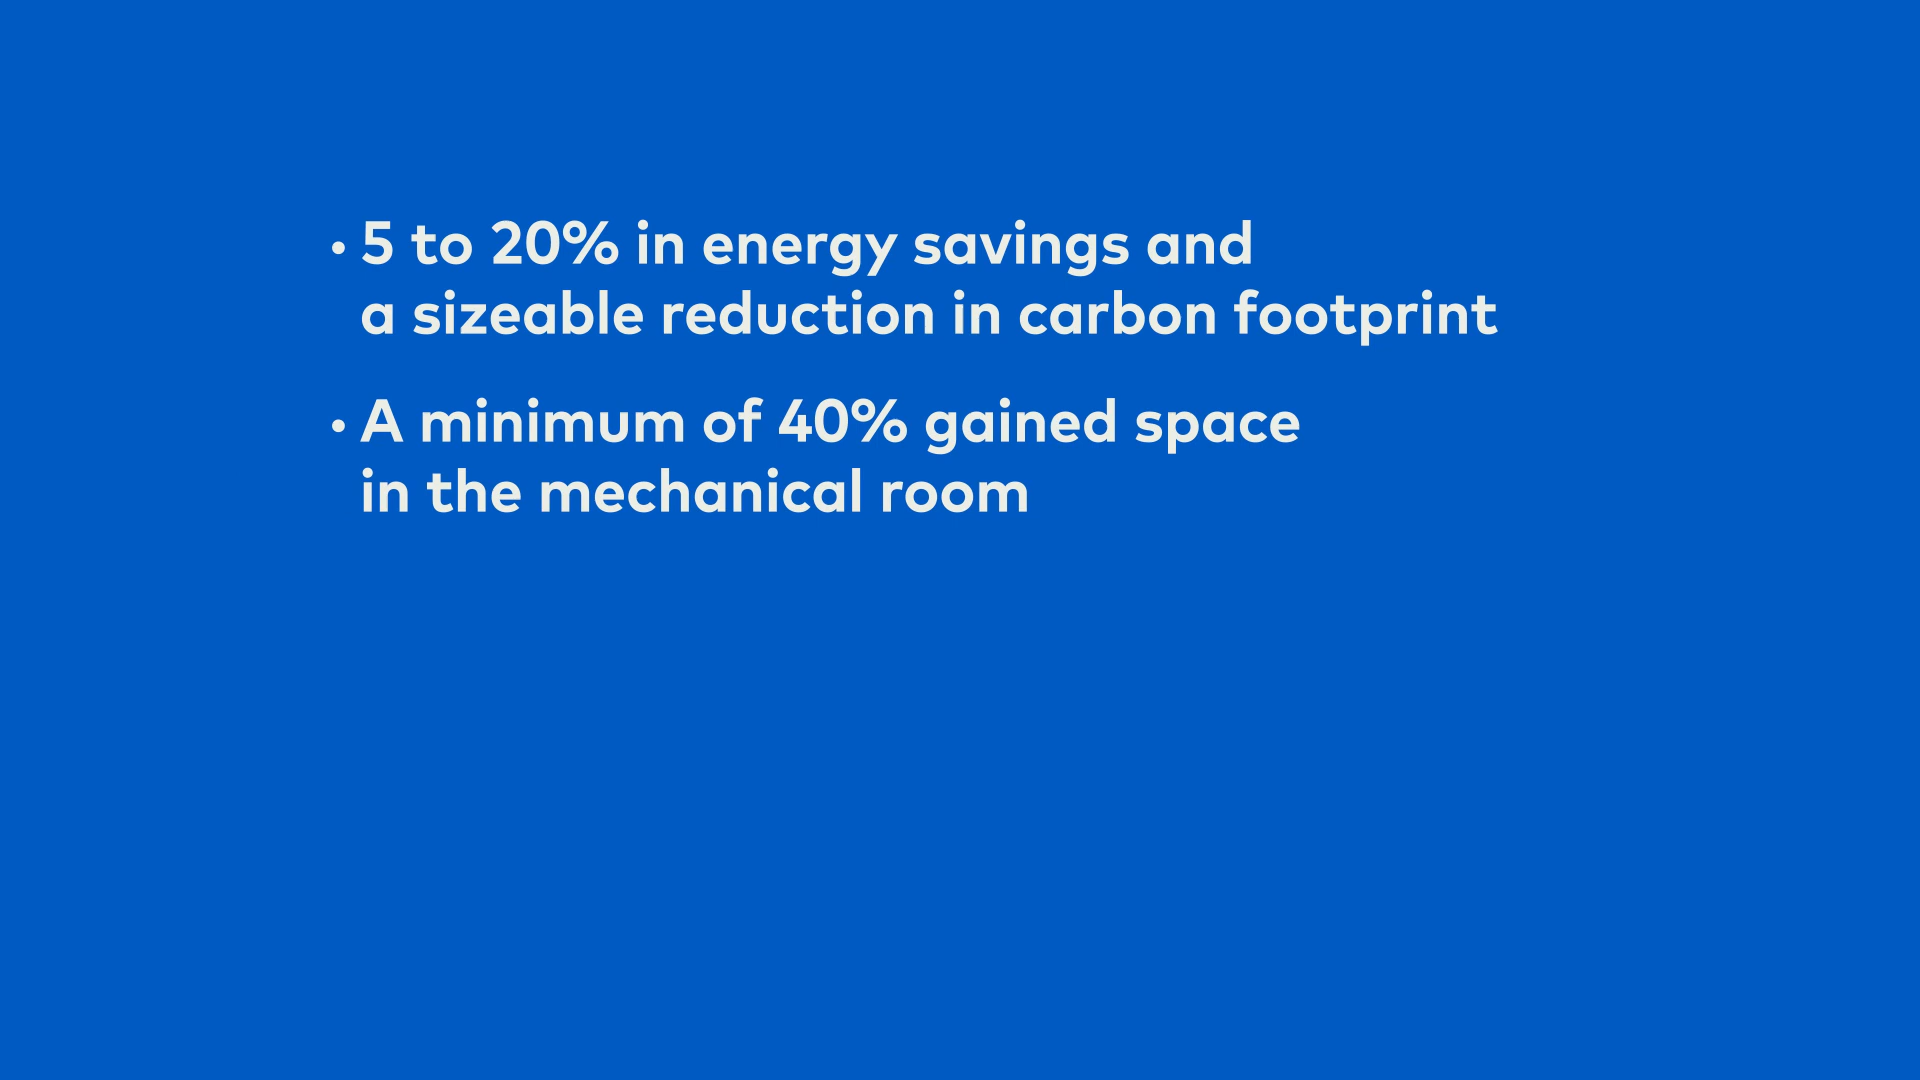 • 5 to 20% in energy savings and
a sizeable reduction in carbon footprint
• A minimum of 40% gained space
in the mechanical room